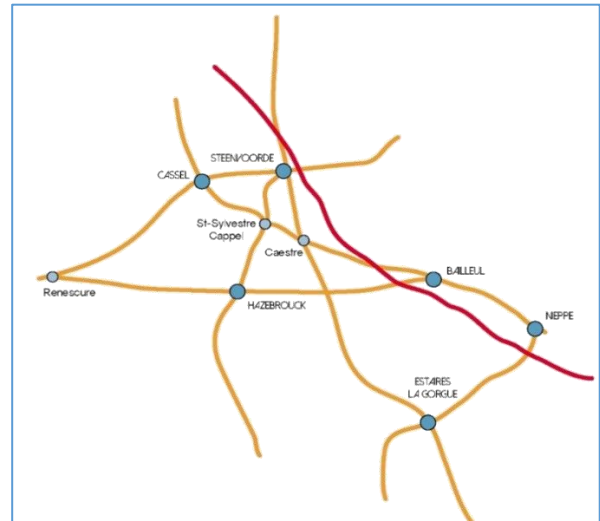 STEENVOORDE
CASSEL
St-Sylvestre
Cappel
Caestre
BAILLEUL
Renescure
HAZEBROUCK
NIEPPE
ESTAIRES
LA GORGUE